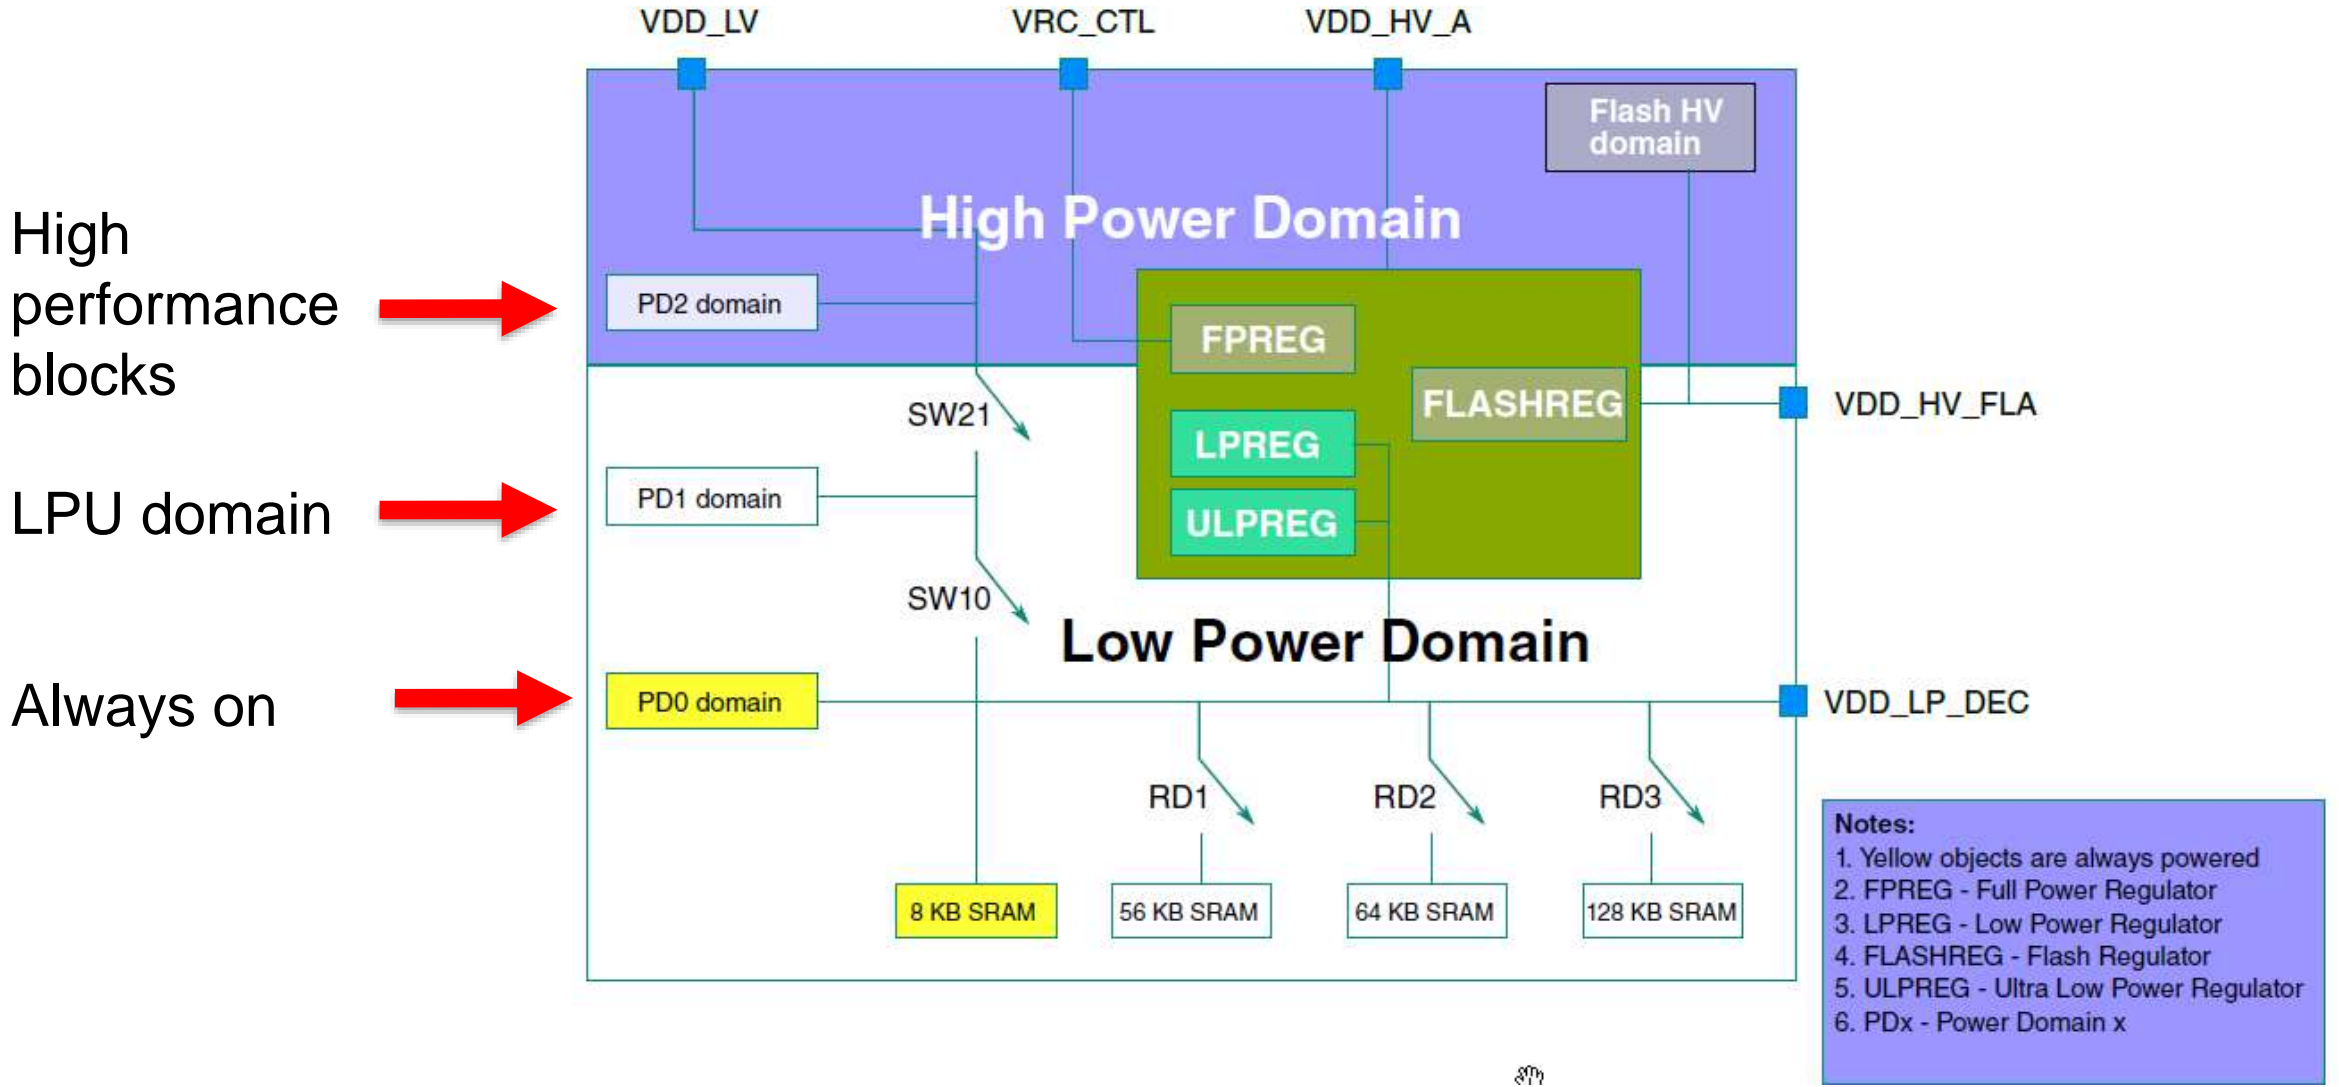 VDD_LV
VRC_CTL
VDD_HV_A
Flash HV
domain
High Power Domain
High
performance
blocks
PD2 domain
FPREG
FLASHREG
VDD_HV_FLA
SW21
LPREG
LPU domain
PD1 domain
ULPREG
SW10
Low Power Domain
Always on
PD0 domain
VDD_LP_DEC
RD1
RD2
RD3
8 KB SRAM
56 KB SRAM
64 KB SRAM
128 KB SRAM
Notes:
1. Yellow objects are always powered
2. FPREG - Full Power Regulator
3. LPREG - Low Power Regulator
4. FLASHREG - Flash Regulator
5. ULPREG - Ultra Low Power Regulator
6. PDx - Power Domain x